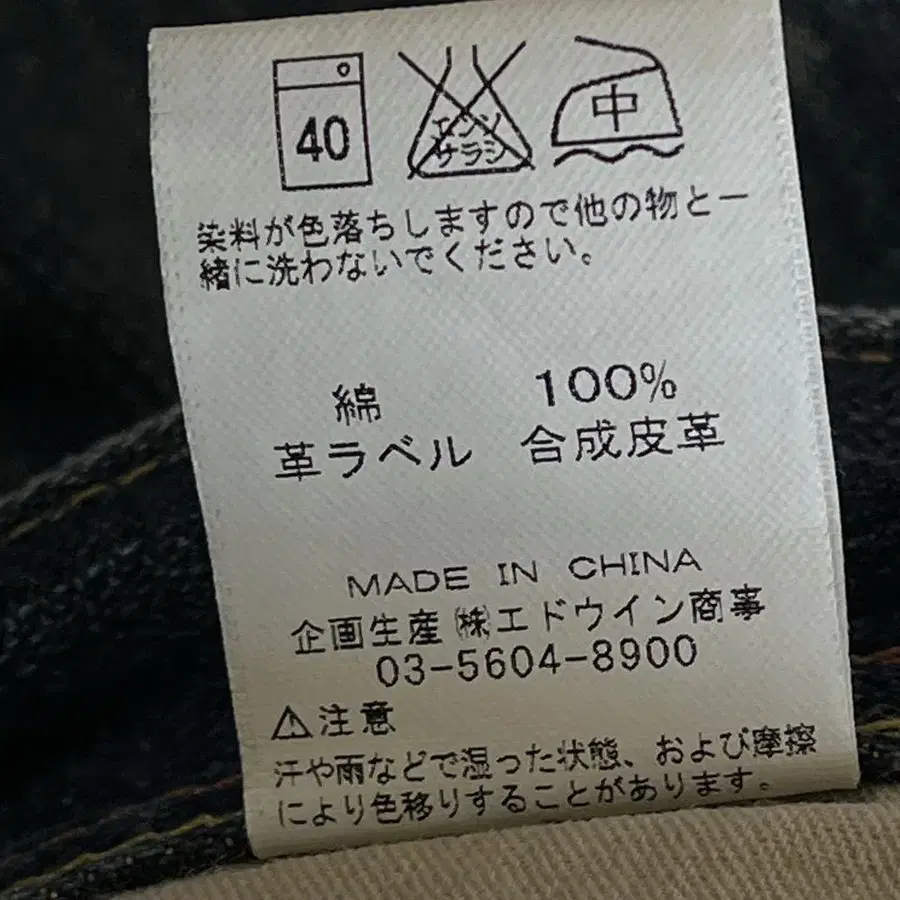 40
エンソ
サラシ
中
染料が色落ちしますので他の物と一
緒に洗わないでください。
綿 100%
革ラベル 合成皮革
MADE IN CHINA
企画生産 ㈱エドウイン商事
03-5604-8900
⚠注意
汗や雨などで湿った状態、および摩擦
により色移りすることがあります。